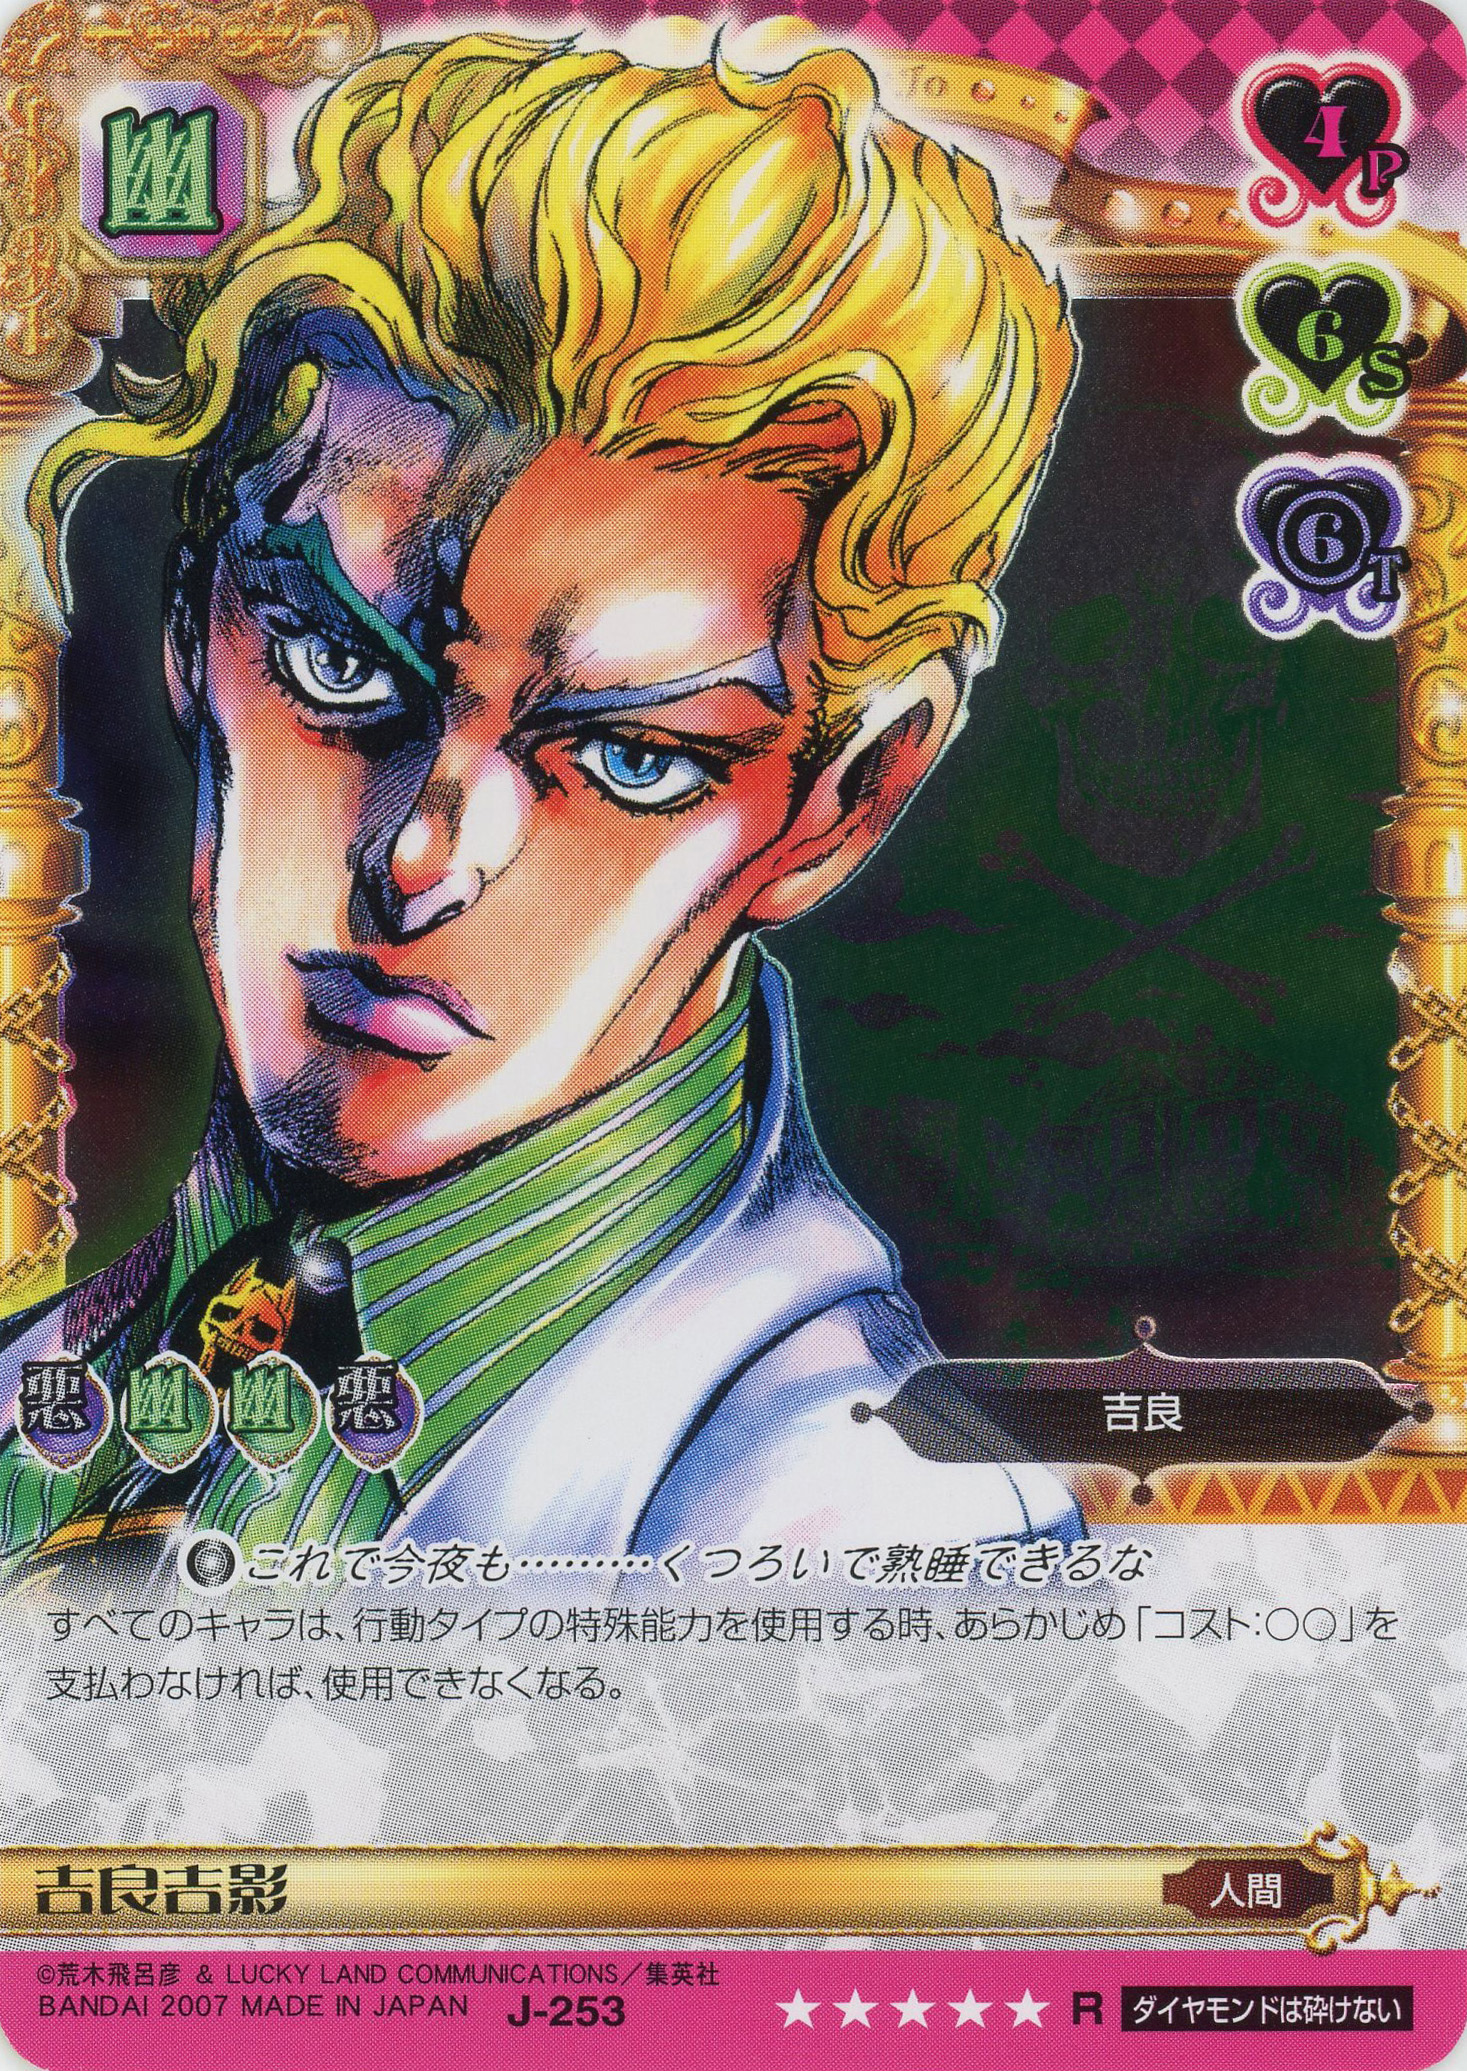 fo
4 P
6 S
6 T
悪 悪
吉良
これで今夜も………くつろいで熟睡できるな
すべてのキャラは、行動タイプの特殊能力を使用する時、あらかじめ「コスト:○○」を
支払わなければ、使用できなくなる。
吉良吉影
人間
©荒木飛呂彦 & LUCKY LAND COMMUNICATIONS/集英社
BANDAI 2007 MADE IN JAPAN J-253 ★★★★★ R ダイヤモンドは砕けない